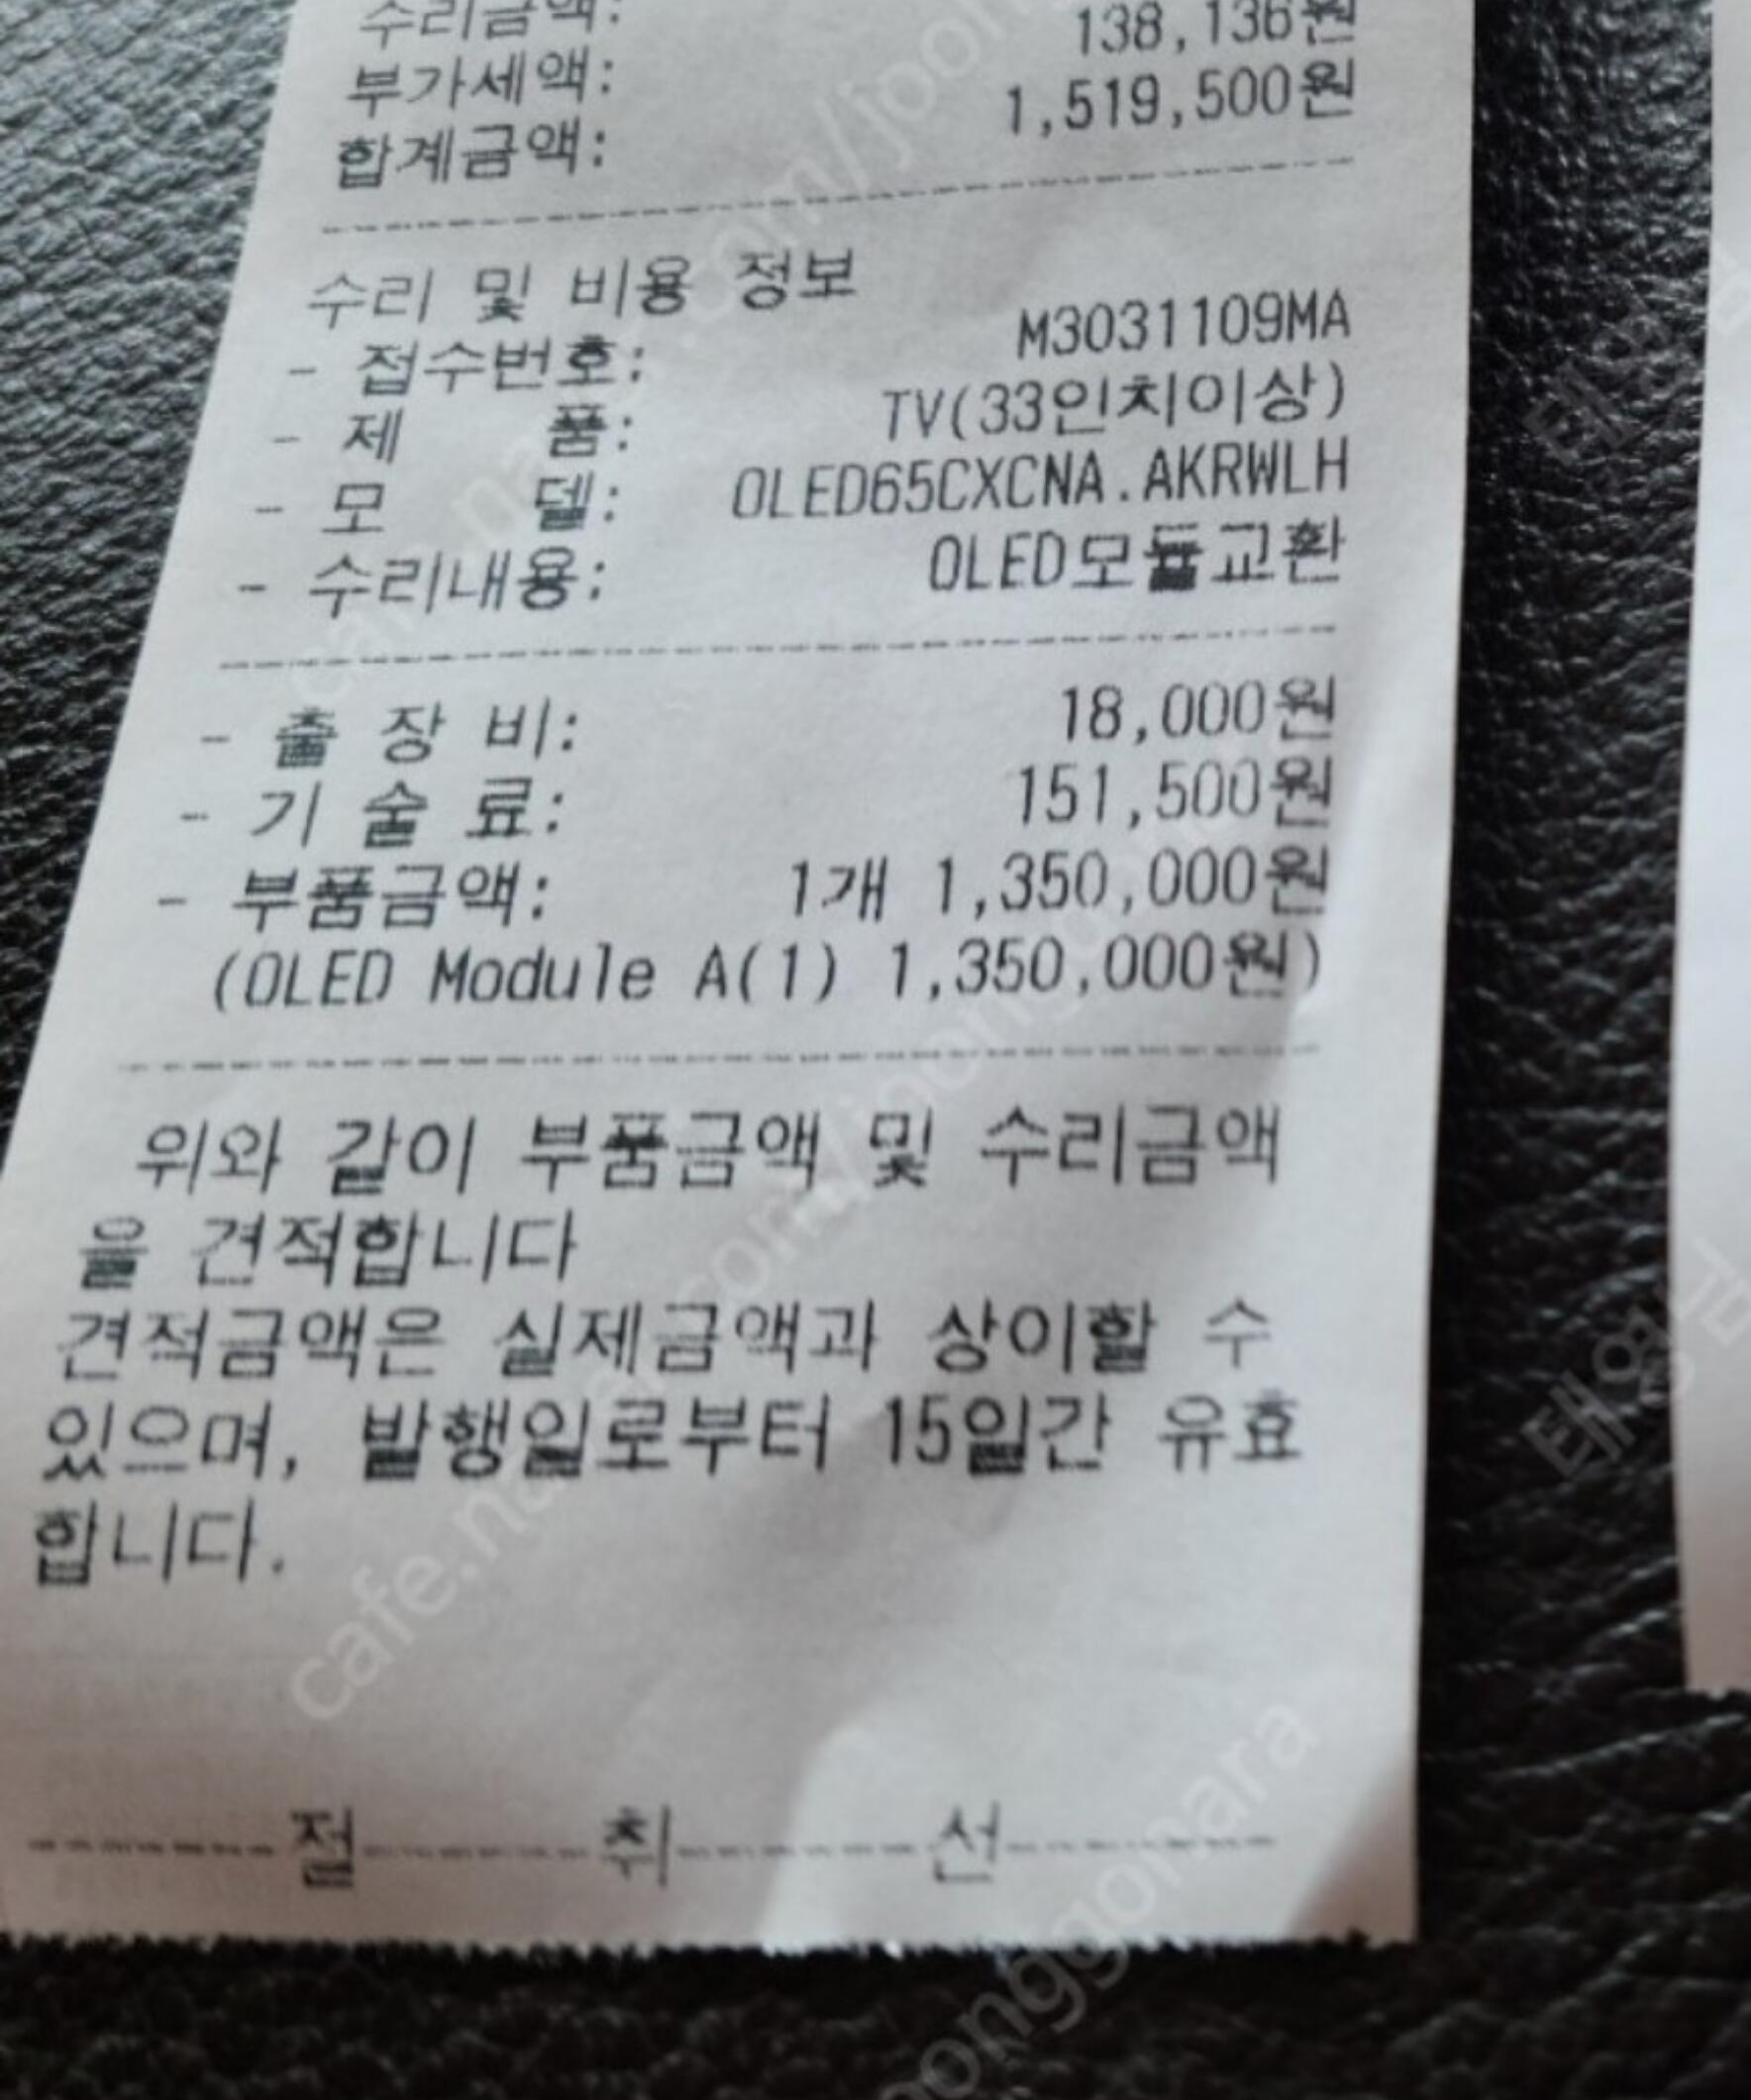 수리금액:
부가세액: 138,136원
합계금액: 1,519,500원
수리 및 비용 정보
- 접수번호: M3031109MA
- 제 품: TV(33인치이상)
- 모 델: OLED65CXCNA.AKRWLH
- 수리내용: OLED모듈교환
- 출 장 비: 18,000원
- 기 술 료: 151,500원
- 부품금액: 1개 1,350,000원
(OLED Module A(1) 1,350,000원)
위와 같이 부품금액 및 수리금액
을 견적합니다
견적금액은 실제금액과 상이할 수
있으며, 발행일로부터 15일간 유효
합니다.
절 취 선